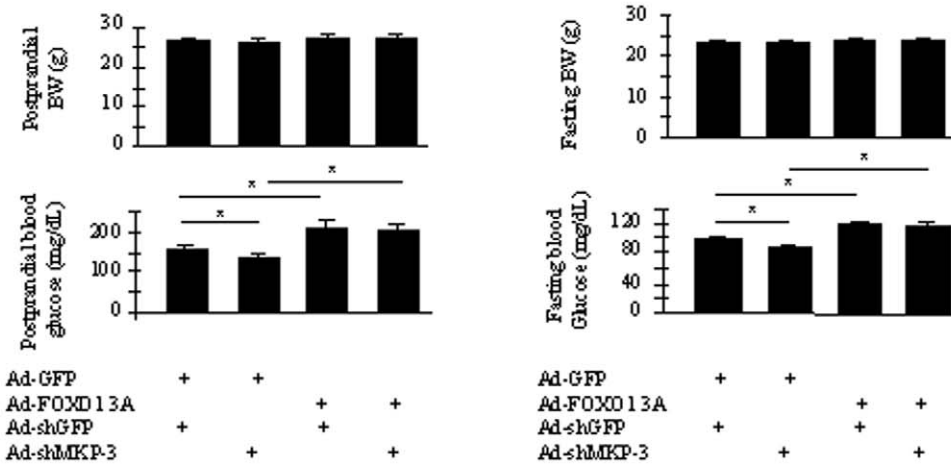 Postprandial
BW (g)
30
20
10
0
Fasting BW (g)
30
20
10
0
Postprandial blood
glucose (mg/dL)
200
100
0
*
*
*
Fasting blood
Glucose (mg/dL)
120
80
40
0
*
*
*
Ad-GFP + +
Ad-FOXO13A + +
Ad-shGFP + +
Ad-shMKP-3 + +
Ad-GFP + +
Ad-FOXO13A + +
Ad-shGFP + +
Ad-shMKP-3 + +